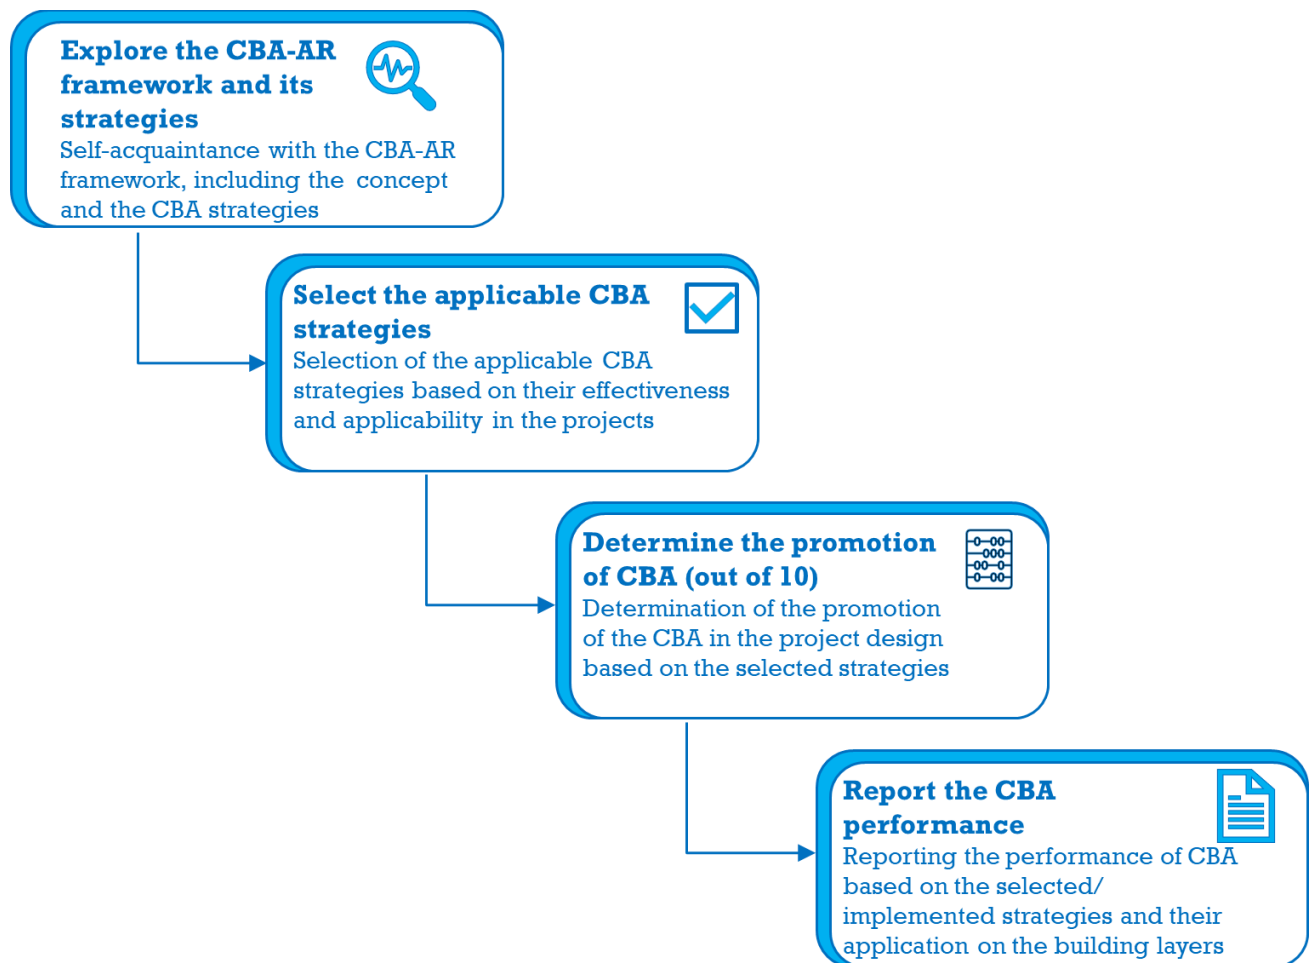 Explore the CBA-AR
framework and its
strategies
Self-acquaintance with the CBA-AR
framework, including the concept
and the CBA strategies
Select the applicable CBA
strategies
Selection of the applicable CBA
strategies based on their effectiveness
and applicability in the projects
Determine the promotion
of CBA (out of 10)
Determination of the promotion
of the CBA in the project design
based on the selected strategies
Report the CBA
performance
Reporting the performance of CBA
based on the selected/
implemented strategies and their
application on the building layers